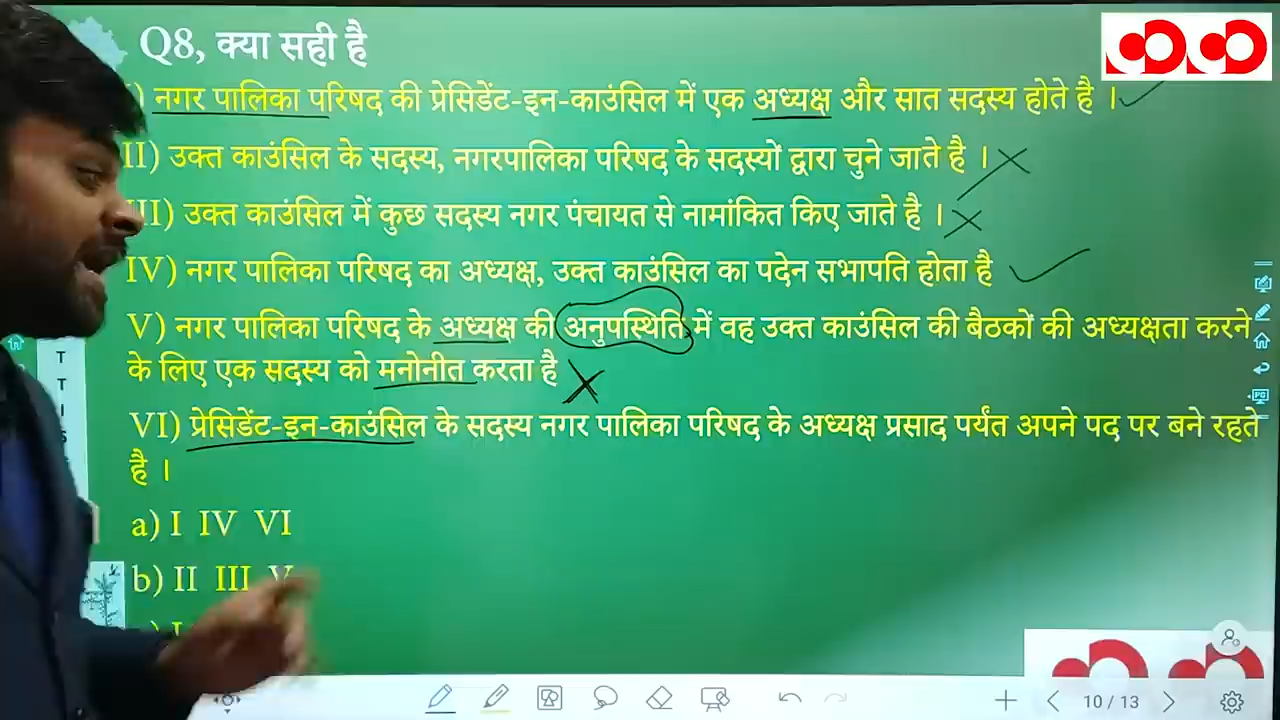 Q8, क्या सही है
) नगर पालिका परिषद की प्रेसिडेंट-इन-काउंसिल में एक अध्यक्ष और सात सदस्य होते है ।
II) उक्त काउंसिल के सदस्य, नगरपालिका परिषद के सदस्यों द्वारा चुने जाते है ।
III) उक्त काउंसिल में कुछ सदस्य नगर पंचायत से नामांकित किए जाते है ।
IV) नगर पालिका परिषद का अध्यक्ष, उक्त काउंसिल का पदेन सभापति होता है
V) नगर पालिका परिषद के अध्यक्ष की अनुपस्थिति में वह उक्त काउंसिल की बैठकों की अध्यक्षता करने
के लिए एक सदस्य को मनोनीत करता है
VI) प्रेसिडेंट-इन-काउंसिल के सदस्य नगर पालिका परिषद के अध्यक्ष प्रसाद पर्यंत अपने पद पर बने रहते
है ।
a) I IV VI
b) II III V
T
T
I
10 / 13